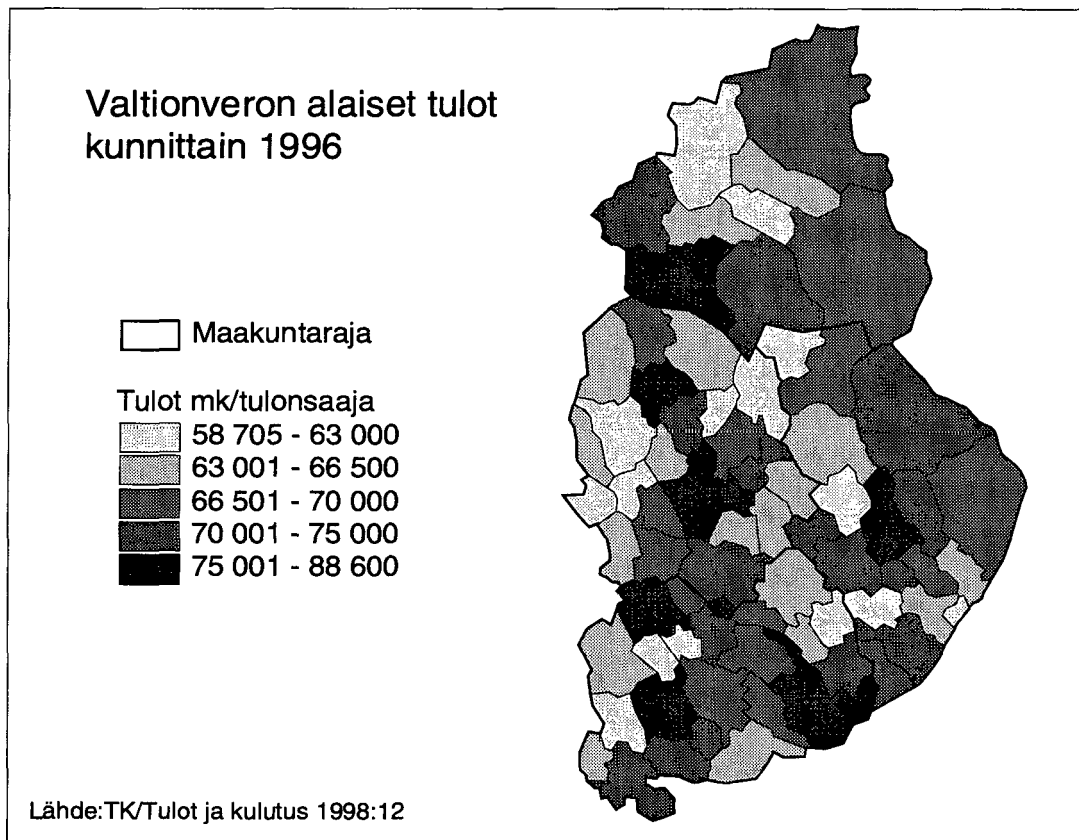 Valtionveron alaiset tulot
kunnittain 1996
Maakuntaraja
Tulot mk/tulonsaaja
58 705 - 63 000
63 001 - 66 500
66 501 - 70 000
70 001 - 75 000
75 001 - 88 600
Lähde:TK/Tulot ja kulutus 1998:12